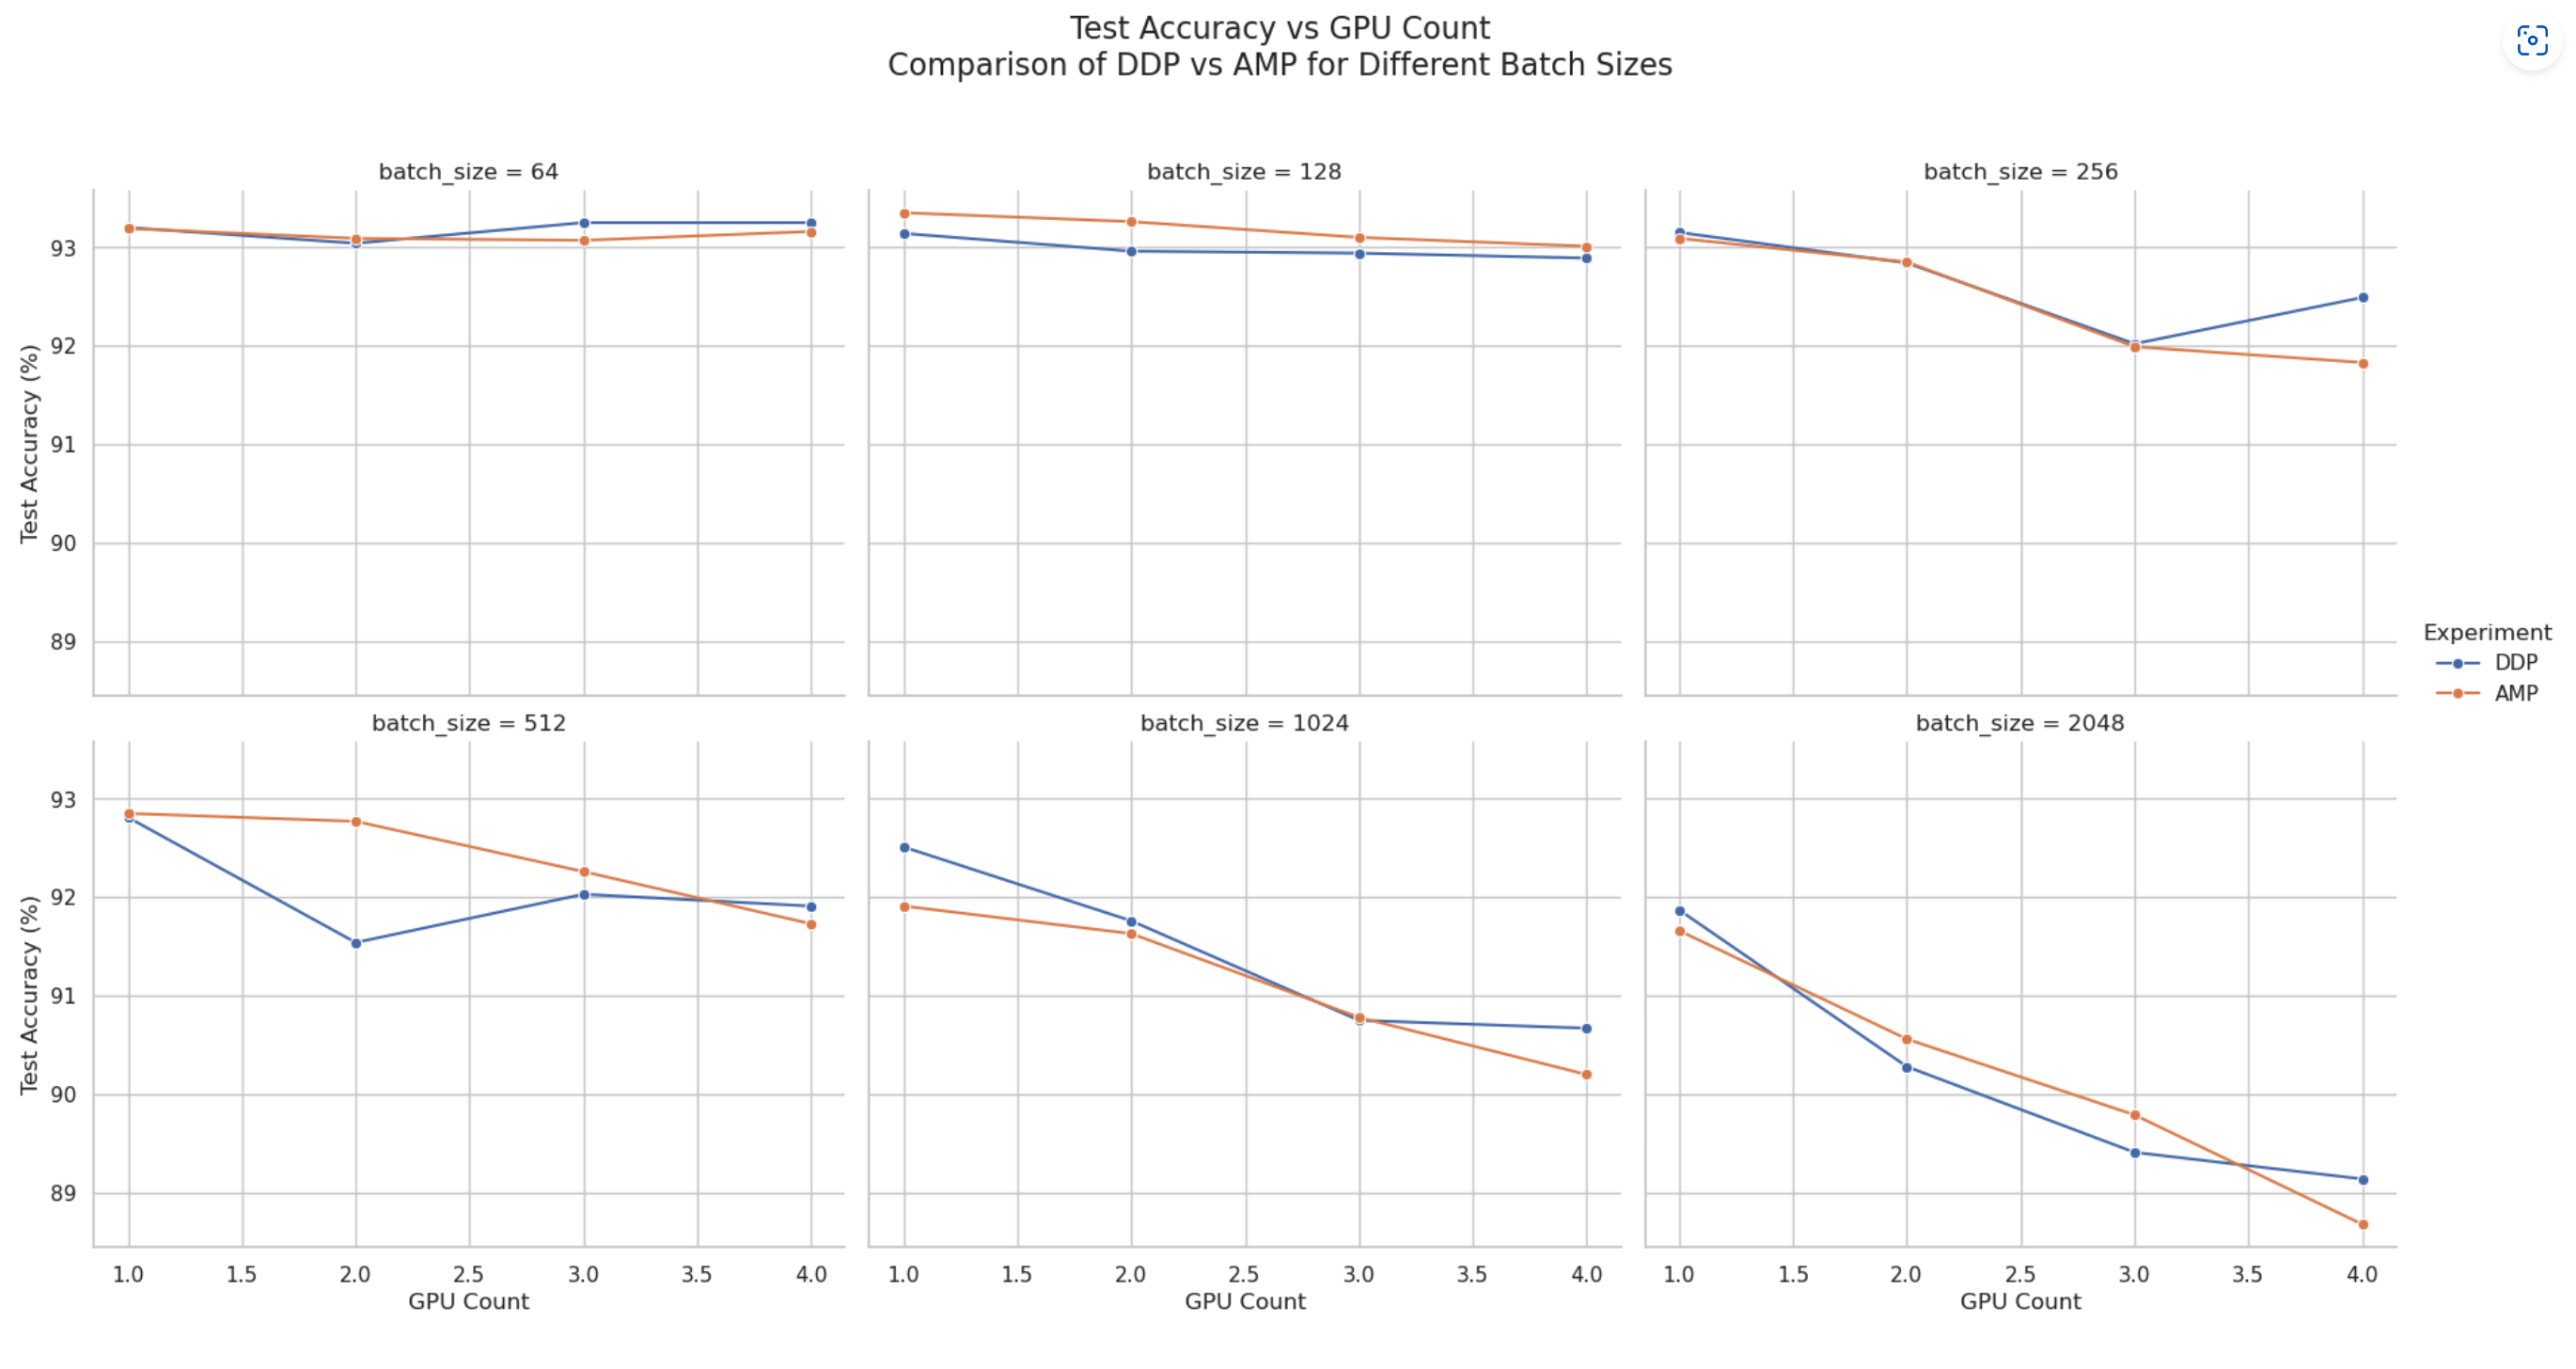 Test Accuracy vs GPU Count
Comparison of DDP vs AMP for Different Batch Sizes
batch_size = 64
batch_size = 128
batch_size = 256
Test Accuracy (%)
93
92
91
90
89
Experiment
DDP
AMP
batch_size = 512
batch_size = 1024
batch_size = 2048
Test Accuracy (%)
93
92
91
90
89
1.0 1.5 2.0 2.5 3.0 3.5 4.0
1.0 1.5 2.0 2.5 3.0 3.5 4.0
1.0 1.5 2.0 2.5 3.0 3.5 4.0
GPU Count
GPU Count
GPU Count